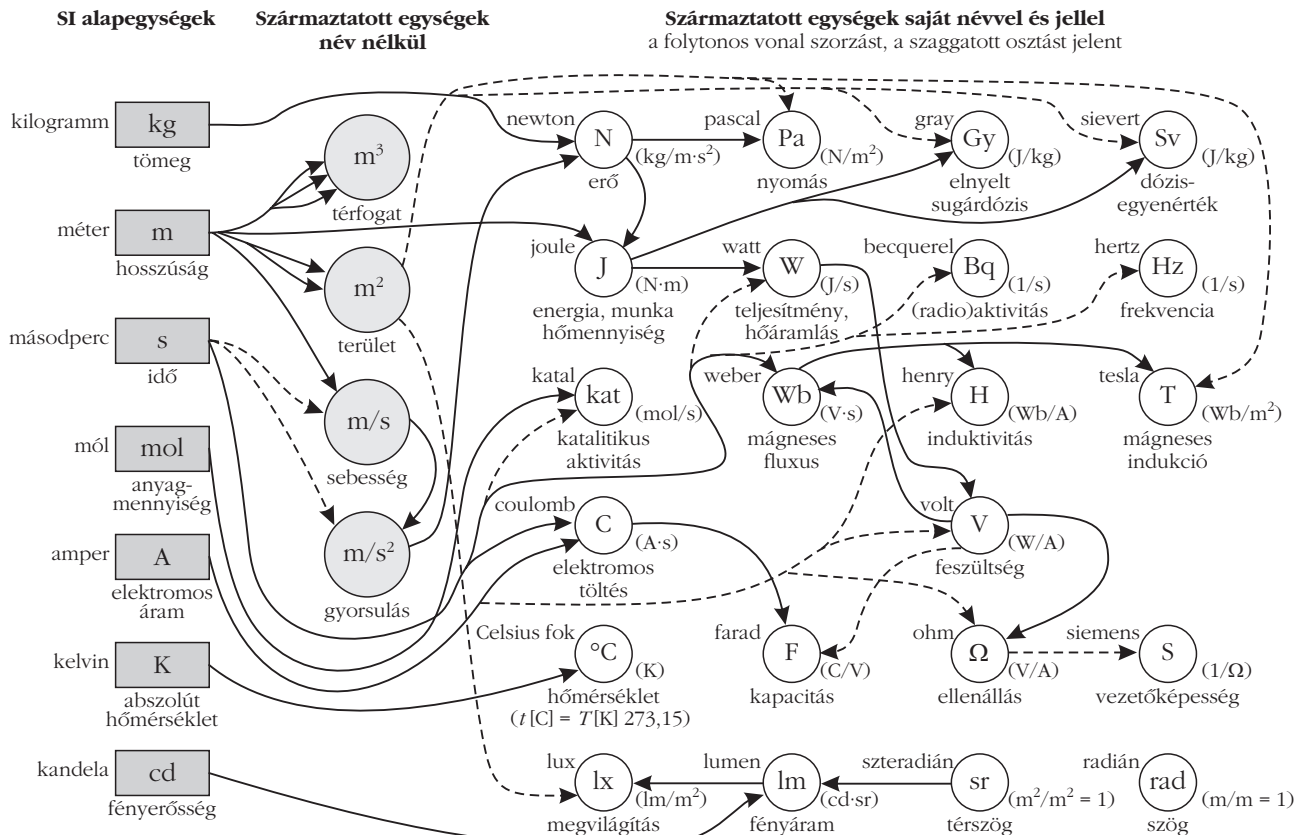 SI alapegységek
Származtatott egységek
név nélkül
Származtatott egységek saját névvel és jellel
a folytonos vonal szorzást, a szaggatott osztást jelent
kilogramm
kg
tömeg
méter
m
hosszúság
másodperc
s
idő
mól
mol
anyag-
mennyiség
amper
A
elektromos
áram
kelvin
K
abszolút
hőmérséklet
kandela
cd
fényerősség
m³
térfogat
m²
terület
m/s
sebesség
m/s²
gyorsulás
newton
N
(kg/m·s²)
erő
pascal
Pa
(N/m²)
nyomás
gray
Gy
(J/kg)
elnyelt
sugárdózis
sievert
Sv
(J/kg)
dózis-
egyenérték
joule
J
(N·m)
energia, munka
hőmennyiség
watt
W
(J/s)
teljesítmény,
hőáramlás
becquerel
Bq
(1/s)
(radio)aktivitás
hertz
Hz
(1/s)
frekvencia
katal
kat
(mol/s)
katalitikus
aktivitás
weber
Wb
(V·s)
mágneses
fluxus
henry
H
(Wb/A)
induktivitás
tesla
T
(Wb/m²)
mágneses
indukció
coulomb
C
(A·s)
elektromos
töltés
volt
V
(W/A)
feszültség
Celsius fok
°C
(K)
hőmérséklet
(t [C] = T[K] 273,15)
farad
F
(C/V)
kapacitás
ohm
Ω
(V/A)
ellenállás
siemens
S
(1/Ω)
vezetőképesség
lux
lx
(lm/m²)
megvilágítás
lumen
lm
(cd·sr)
fényáram
szteradián
sr
(m²/m² = 1)
térszög
radián
rad
(m/m = 1)
szög